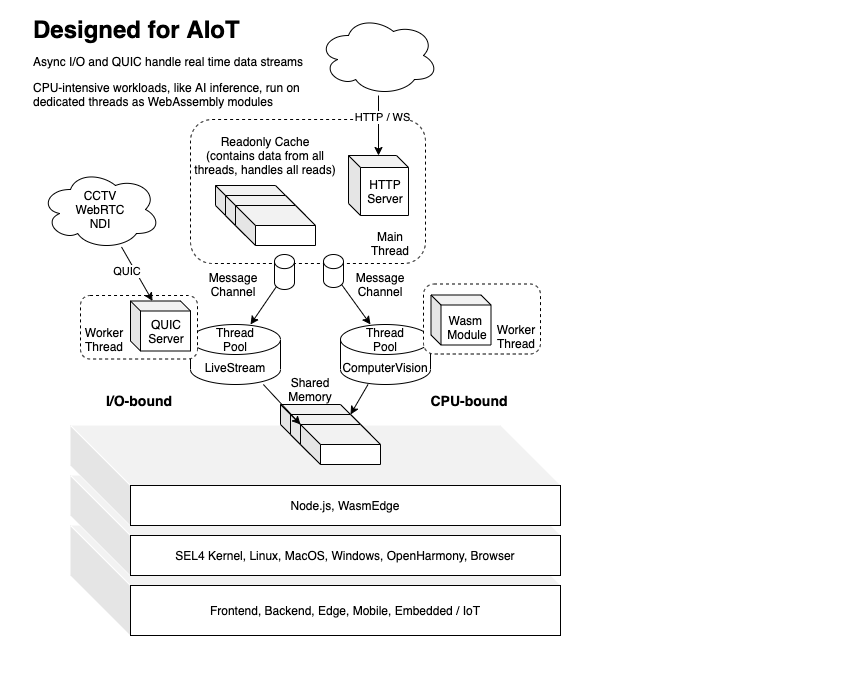 Designed for AIoT
Async I/O and QUIC handle real time data streams
CPU-intensive workloads, like AI inference, run on
dedicated threads as WebAssembly modules
HTTP / WS
Readonly Cache
(contains data from all
threads, handles all reads)
HTTP
Server
Main
Thread
CCTV
WebRTC
NDI
QUIC
Message
Channel
Message
Channel
Worker
Thread
QUIC
Server
Thread
Pool
LiveStream
Thread
Pool
ComputerVision
Wasm
Module
Worker
Thread
I/O-bound
Shared
Memory
CPU-bound
Node.js, WasmEdge
SEL4 Kernel, Linux, MacOS, Windows, OpenHarmony, Browser
Frontend, Backend, Edge, Mobile, Embedded / IoT